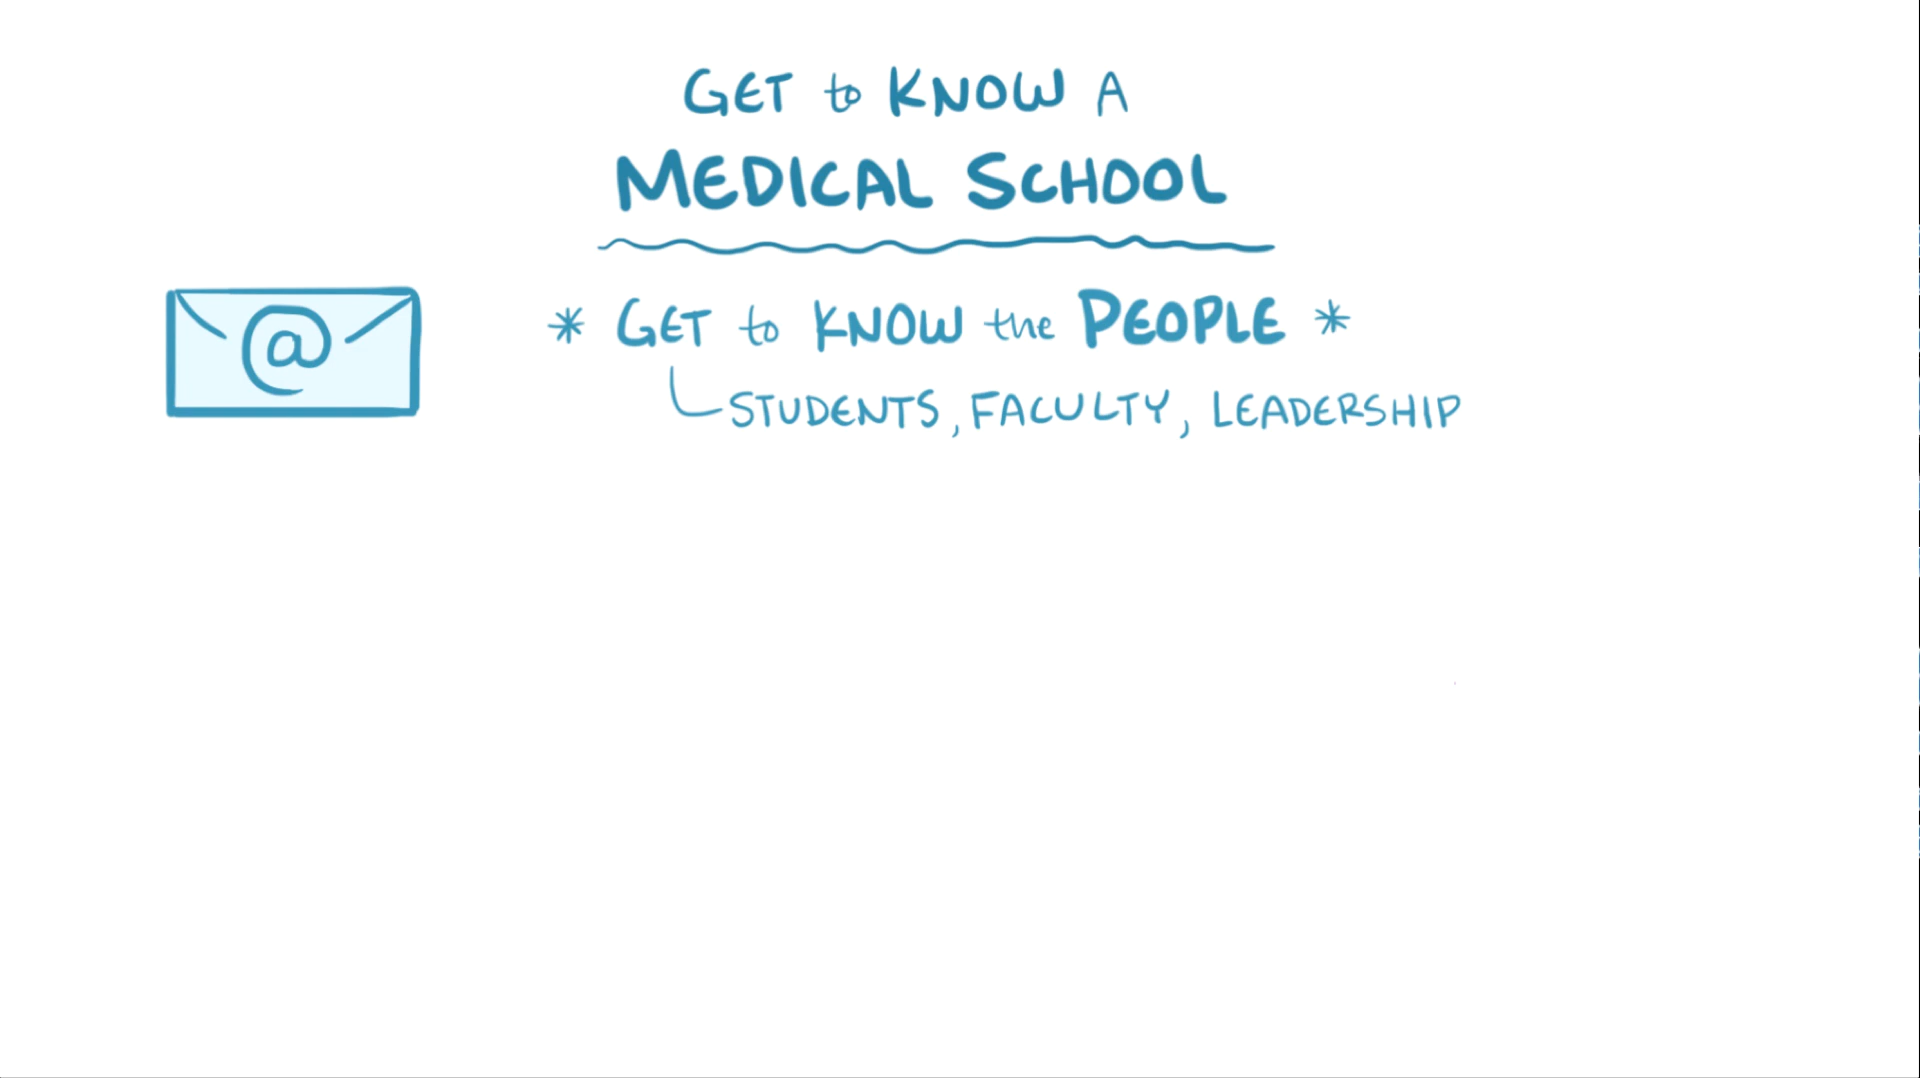 GET to KNOW A
MEDICAL SCHOOL
@
* GET to KNOW the PEOPLE *
STUDENTS, FACULTY, LEADERSHIP